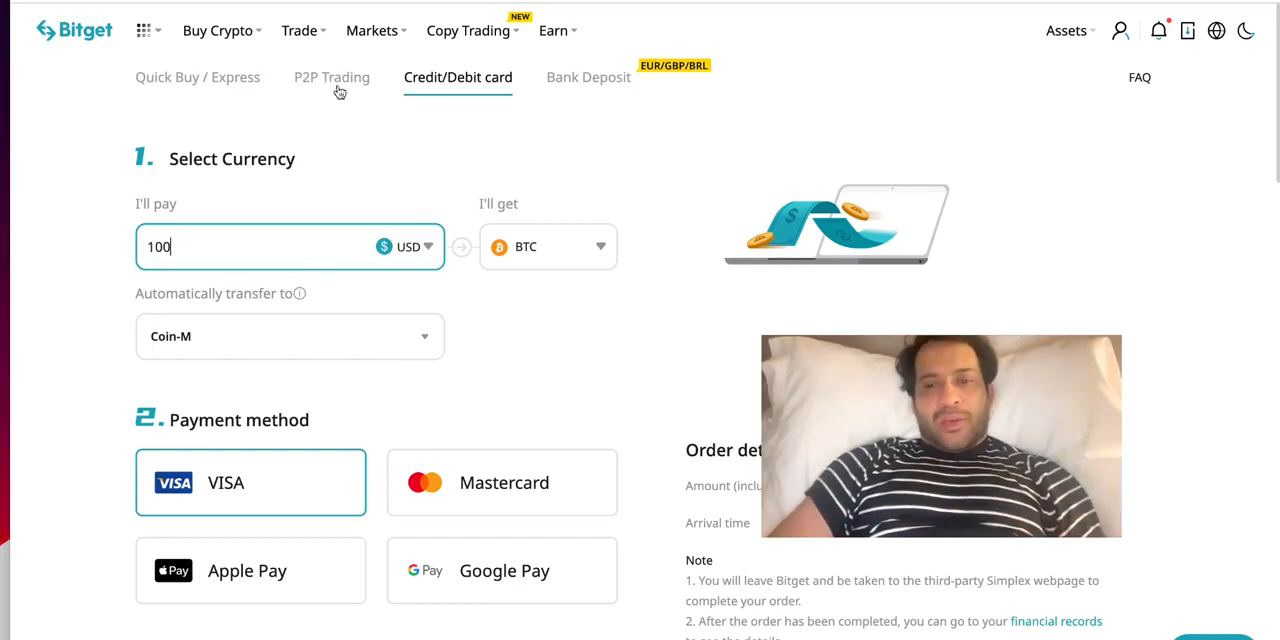 Bitget
Buy Crypto
Trade
Markets
Copy Trading
NEW
Earn
Assets
Quick Buy / Express
P2P Trading
Credit/Debit card
Bank Deposit
EUR/GBP/BRL
FAQ
1. Select Currency
I'll pay
I'll get
100
$ USD
BTC
Automatically transfer to
Coin-M
2. Payment method
VISA VISA
Mastercard
Pay Apple Pay
G Pay Google Pay
Order det
Amount (inclu
Arrival time
Note
1. You will leave Bitget and be taken to the third-party Simplex webpage to
complete your order.
2. After the order has been completed, you can go to your financial records